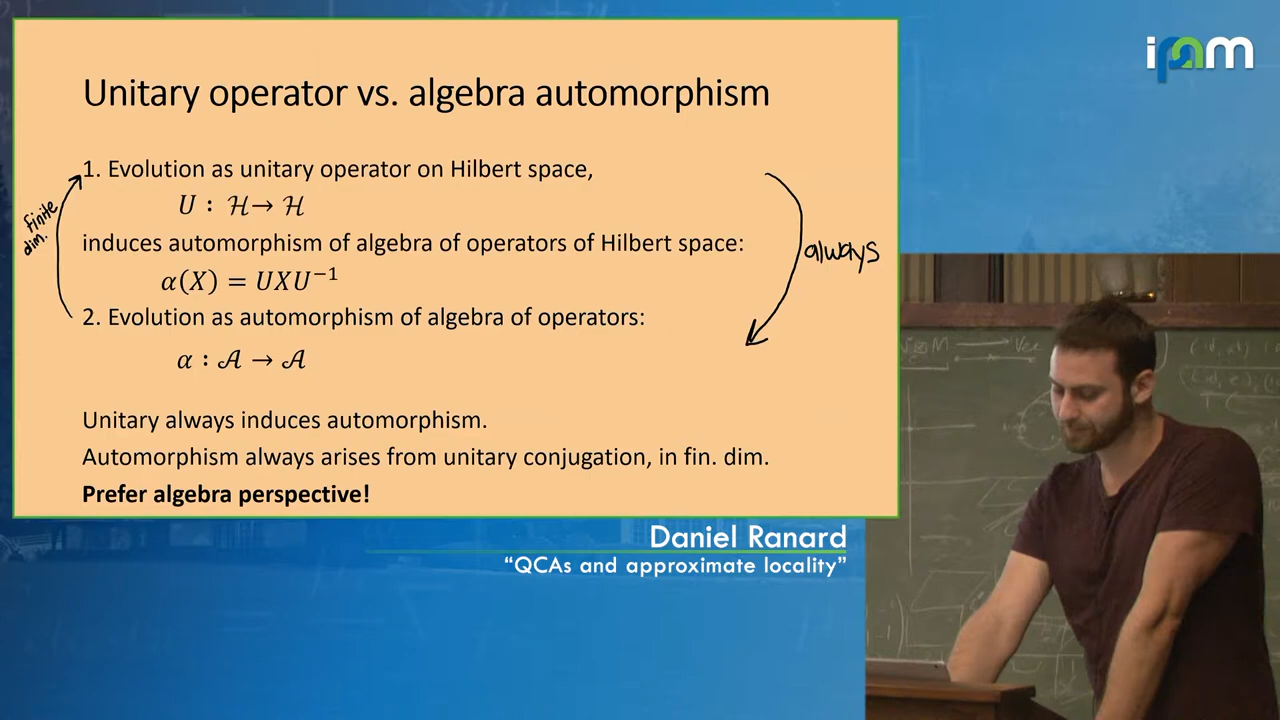 ipam
Unitary operator vs. algebra automorphism
1. Evolution as unitary operator on Hilbert space,
U : ℋ → ℋ
induces automorphism of algebra of operators of Hilbert space:
α(X) = UXU⁻¹
2. Evolution as automorphism of algebra of operators:
α : 𝒜 → 𝒜
finite
dim.
always
Unitary always induces automorphism.
Automorphism always arises from unitary conjugation, in fin. dim.
Prefer algebra perspective!
Daniel Ranard
“QCAs and approximate locality”